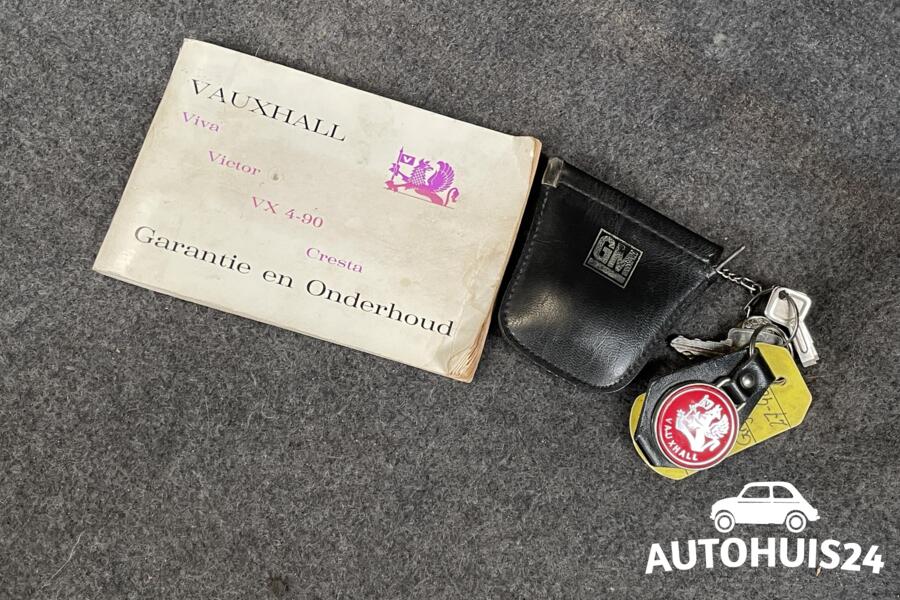 VAUXHALL
Viva
Victor
VX 4-90
Cresta
Garantie en Onderhoud
GM
VAUXHALL
AUTOHUIS24